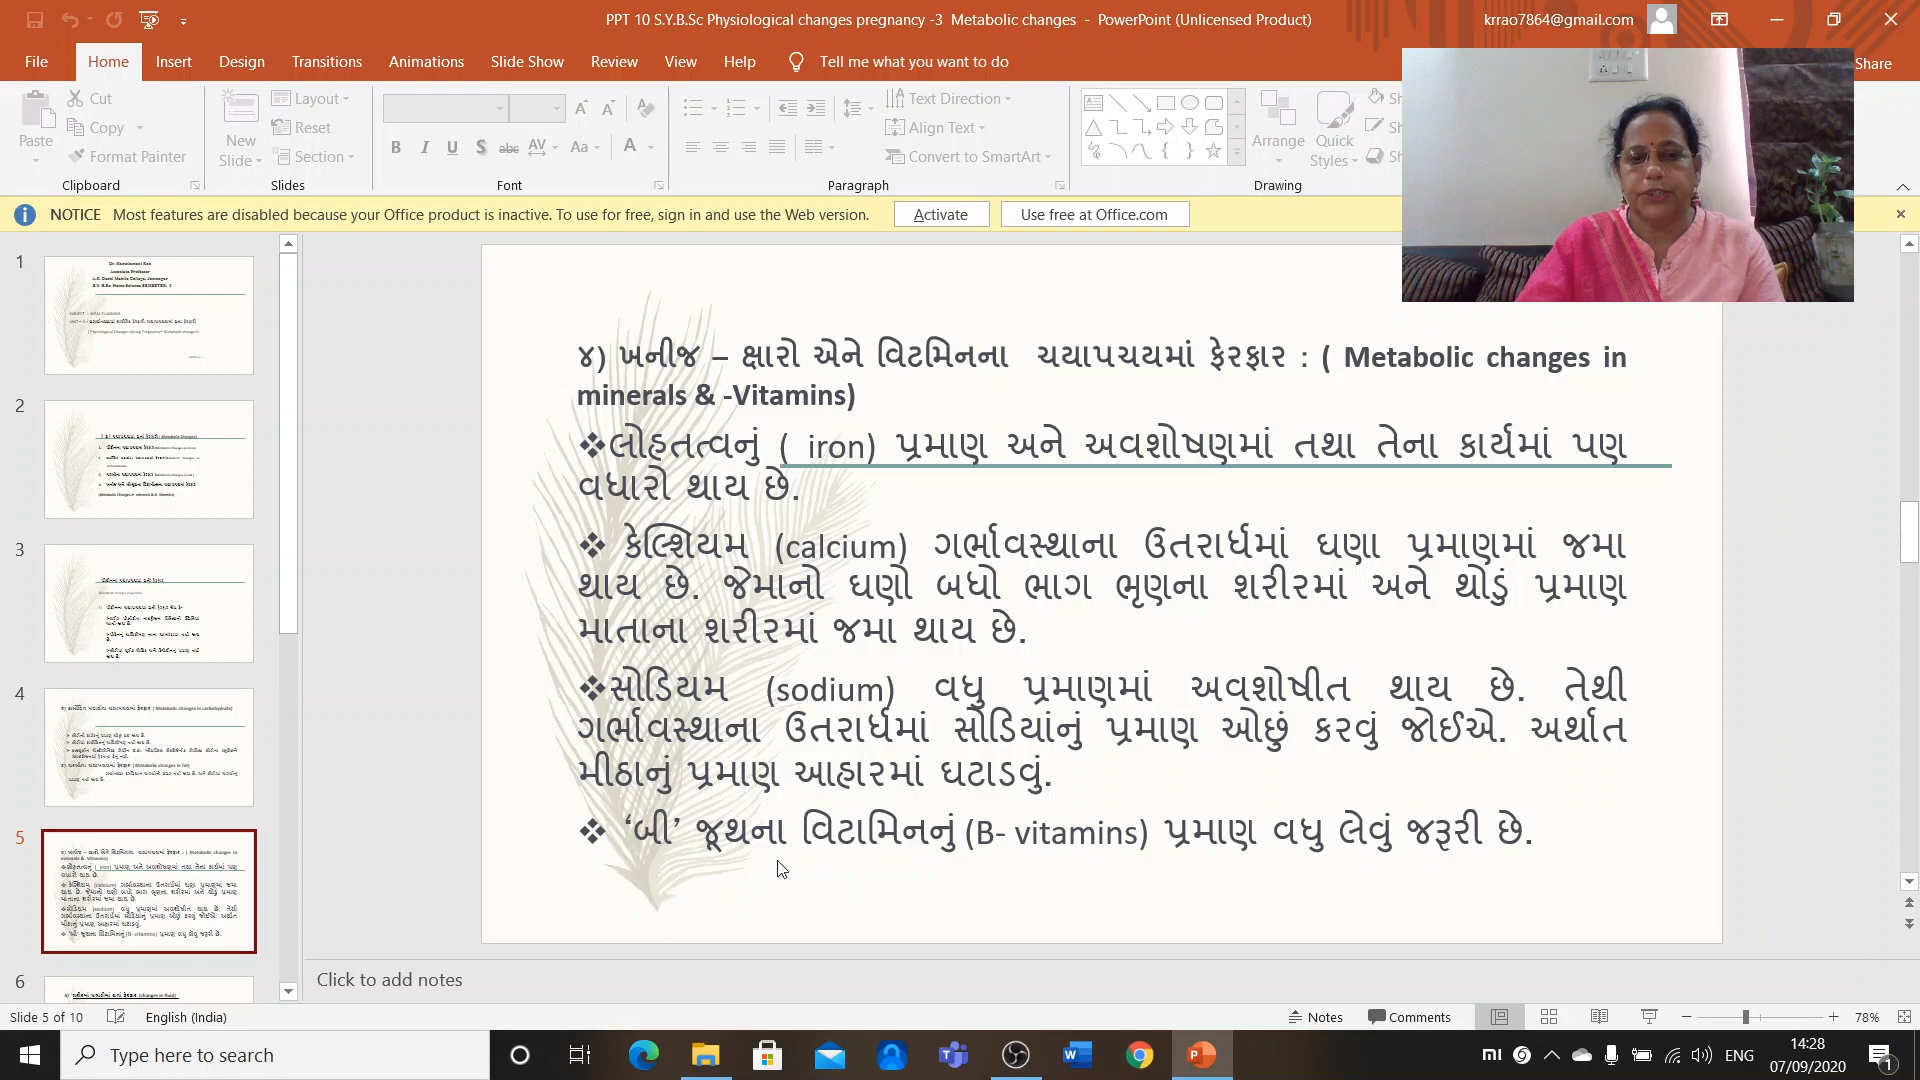 PPT 10 S.Y.B.Sc Physiological changes pregnancy -3 Metabolic changes - PowerPoint (Unlicensed Product)
krrao7864@gmail.com
File Home Insert Design Transitions Animations Slide Show Review View Help Tell me what you want to do
Share
Paste
Cut
Copy
Format Painter
Clipboard
New Slide
Layout
Reset
Section
Slides
Font
Text Direction
Align Text
Convert to SmartArt
Paragraph
Arrange
Quick Styles
Drawing
NOTICE Most features are disabled because your Office product is inactive. To use for free, sign in and use the Web version.
Activate
Use free at Office.com
1
2
3
4
5
6
૪) ખનીજ – ક્ષારો એને વિટમિનના ચયાપચયમાં ફેરફાર : ( Metabolic changes in
minerals & -Vitamins)
❖લોહતત્વનું ( iron) પ્રમાણ અને અવશોષણમાં તથા તેના કાર્યમાં પણ
વધારો થાય છે.
❖ કેલ્શિયમ (calcium) ગર્ભાવસ્થાના ઉતરાર્ધમાં ઘણા પ્રમાણમાં જમા
થાય છે. જેમાનો ઘણો બધો ભાગ ભૃણના શરીરમાં અને થોડું પ્રમાણ
માતાના શરીરમાં જમા થાય છે.
❖સોડિયમ (sodium) વધુ પ્રમાણમાં અવશોષીત થાય છે. તેથી
ગર્ભાવસ્થાના ઉતરાર્ધમાં સોડિયાંનું પ્રમાણ ઓછું કરવું જોઈએ. અર્થાત
મીઠાનું પ્રમાણ આહારમાં ઘટાડવું.
❖ ‘બી’ જૂથના વિટામિનનું (B- vitamins) પ્રમાણ વધુ લેવું જરૂરી છે.
Click to add notes
Slide 5 of 10 English (India)
Notes Comments 78%
Type here to search
ENG
14:28
07/09/2020